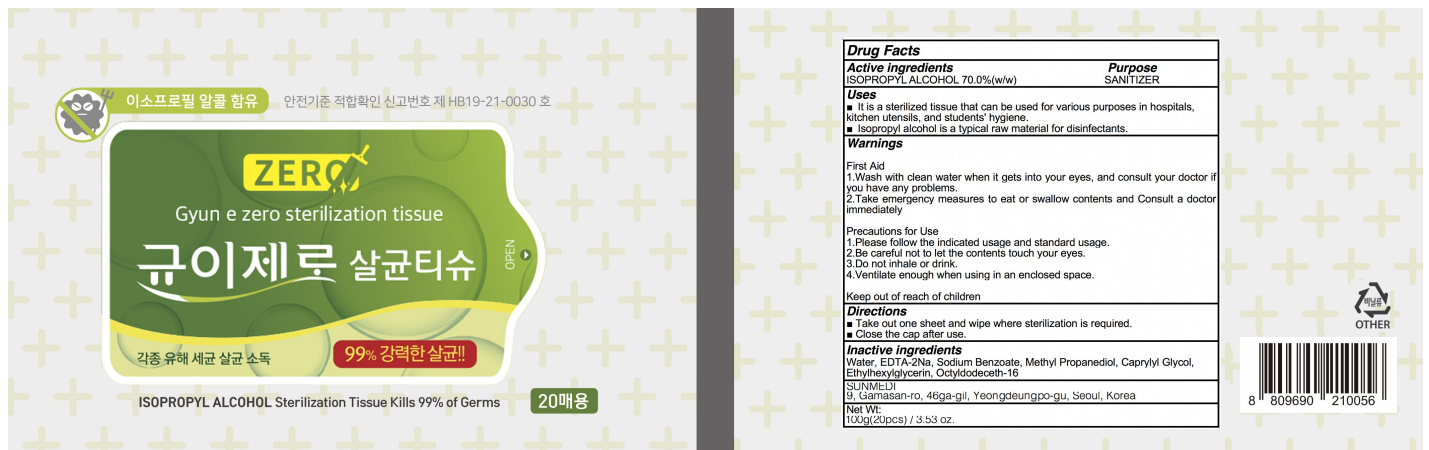 이소프로필 알콜 함유
안전기준 적합확인 신고번호 제 HB19-21-0030 호
ZERO
Gyun e zero sterilization tissue
규이제로 살균티슈
OPEN
각종 유해 세균 살균 소독
99% 강력한 살균!!
ISOPROPYL ALCOHOL Sterilization Tissue Kills 99% of Germs
20매용
Drug Facts
Active ingredients Purpose
ISOPROPYL ALCOHOL 70.0%(w/w) SANITIZER
Uses
■ It is a sterilized tissue that can be used for various purposes in hospitals,
kitchen utensils, and students' hygiene.
■ Isopropyl alcohol is a typical raw material for disinfectants.
Warnings
First Aid
1.Wash with clean water when it gets into your eyes, and consult your doctor if
you have any problems.
2.Take emergency measures to eat or swallow contents and Consult a doctor
immediately
Precautions for Use
1.Please follow the indicated usage and standard usage.
2.Be careful not to let the contents touch your eyes.
3.Do not inhale or drink.
4.Ventilate enough when using in an enclosed space.
Keep out of reach of children
Directions
■ Take out one sheet and wipe where sterilization is required.
■ Close the cap after use.
Inactive ingredients
Water, EDTA-2Na, Sodium Benzoate, Methyl Propanediol, Caprylyl Glycol,
Ethylhexylglycerin, Octyldodeceth-16
SUNMEDI
9, Gamasan-ro, 46ga-gil, Yeongdeungpo-gu, Seoul, Korea
Net Wt:
100g(20pcs) / 3.53 oz.
비닐류
OTHER
8 809690 210056